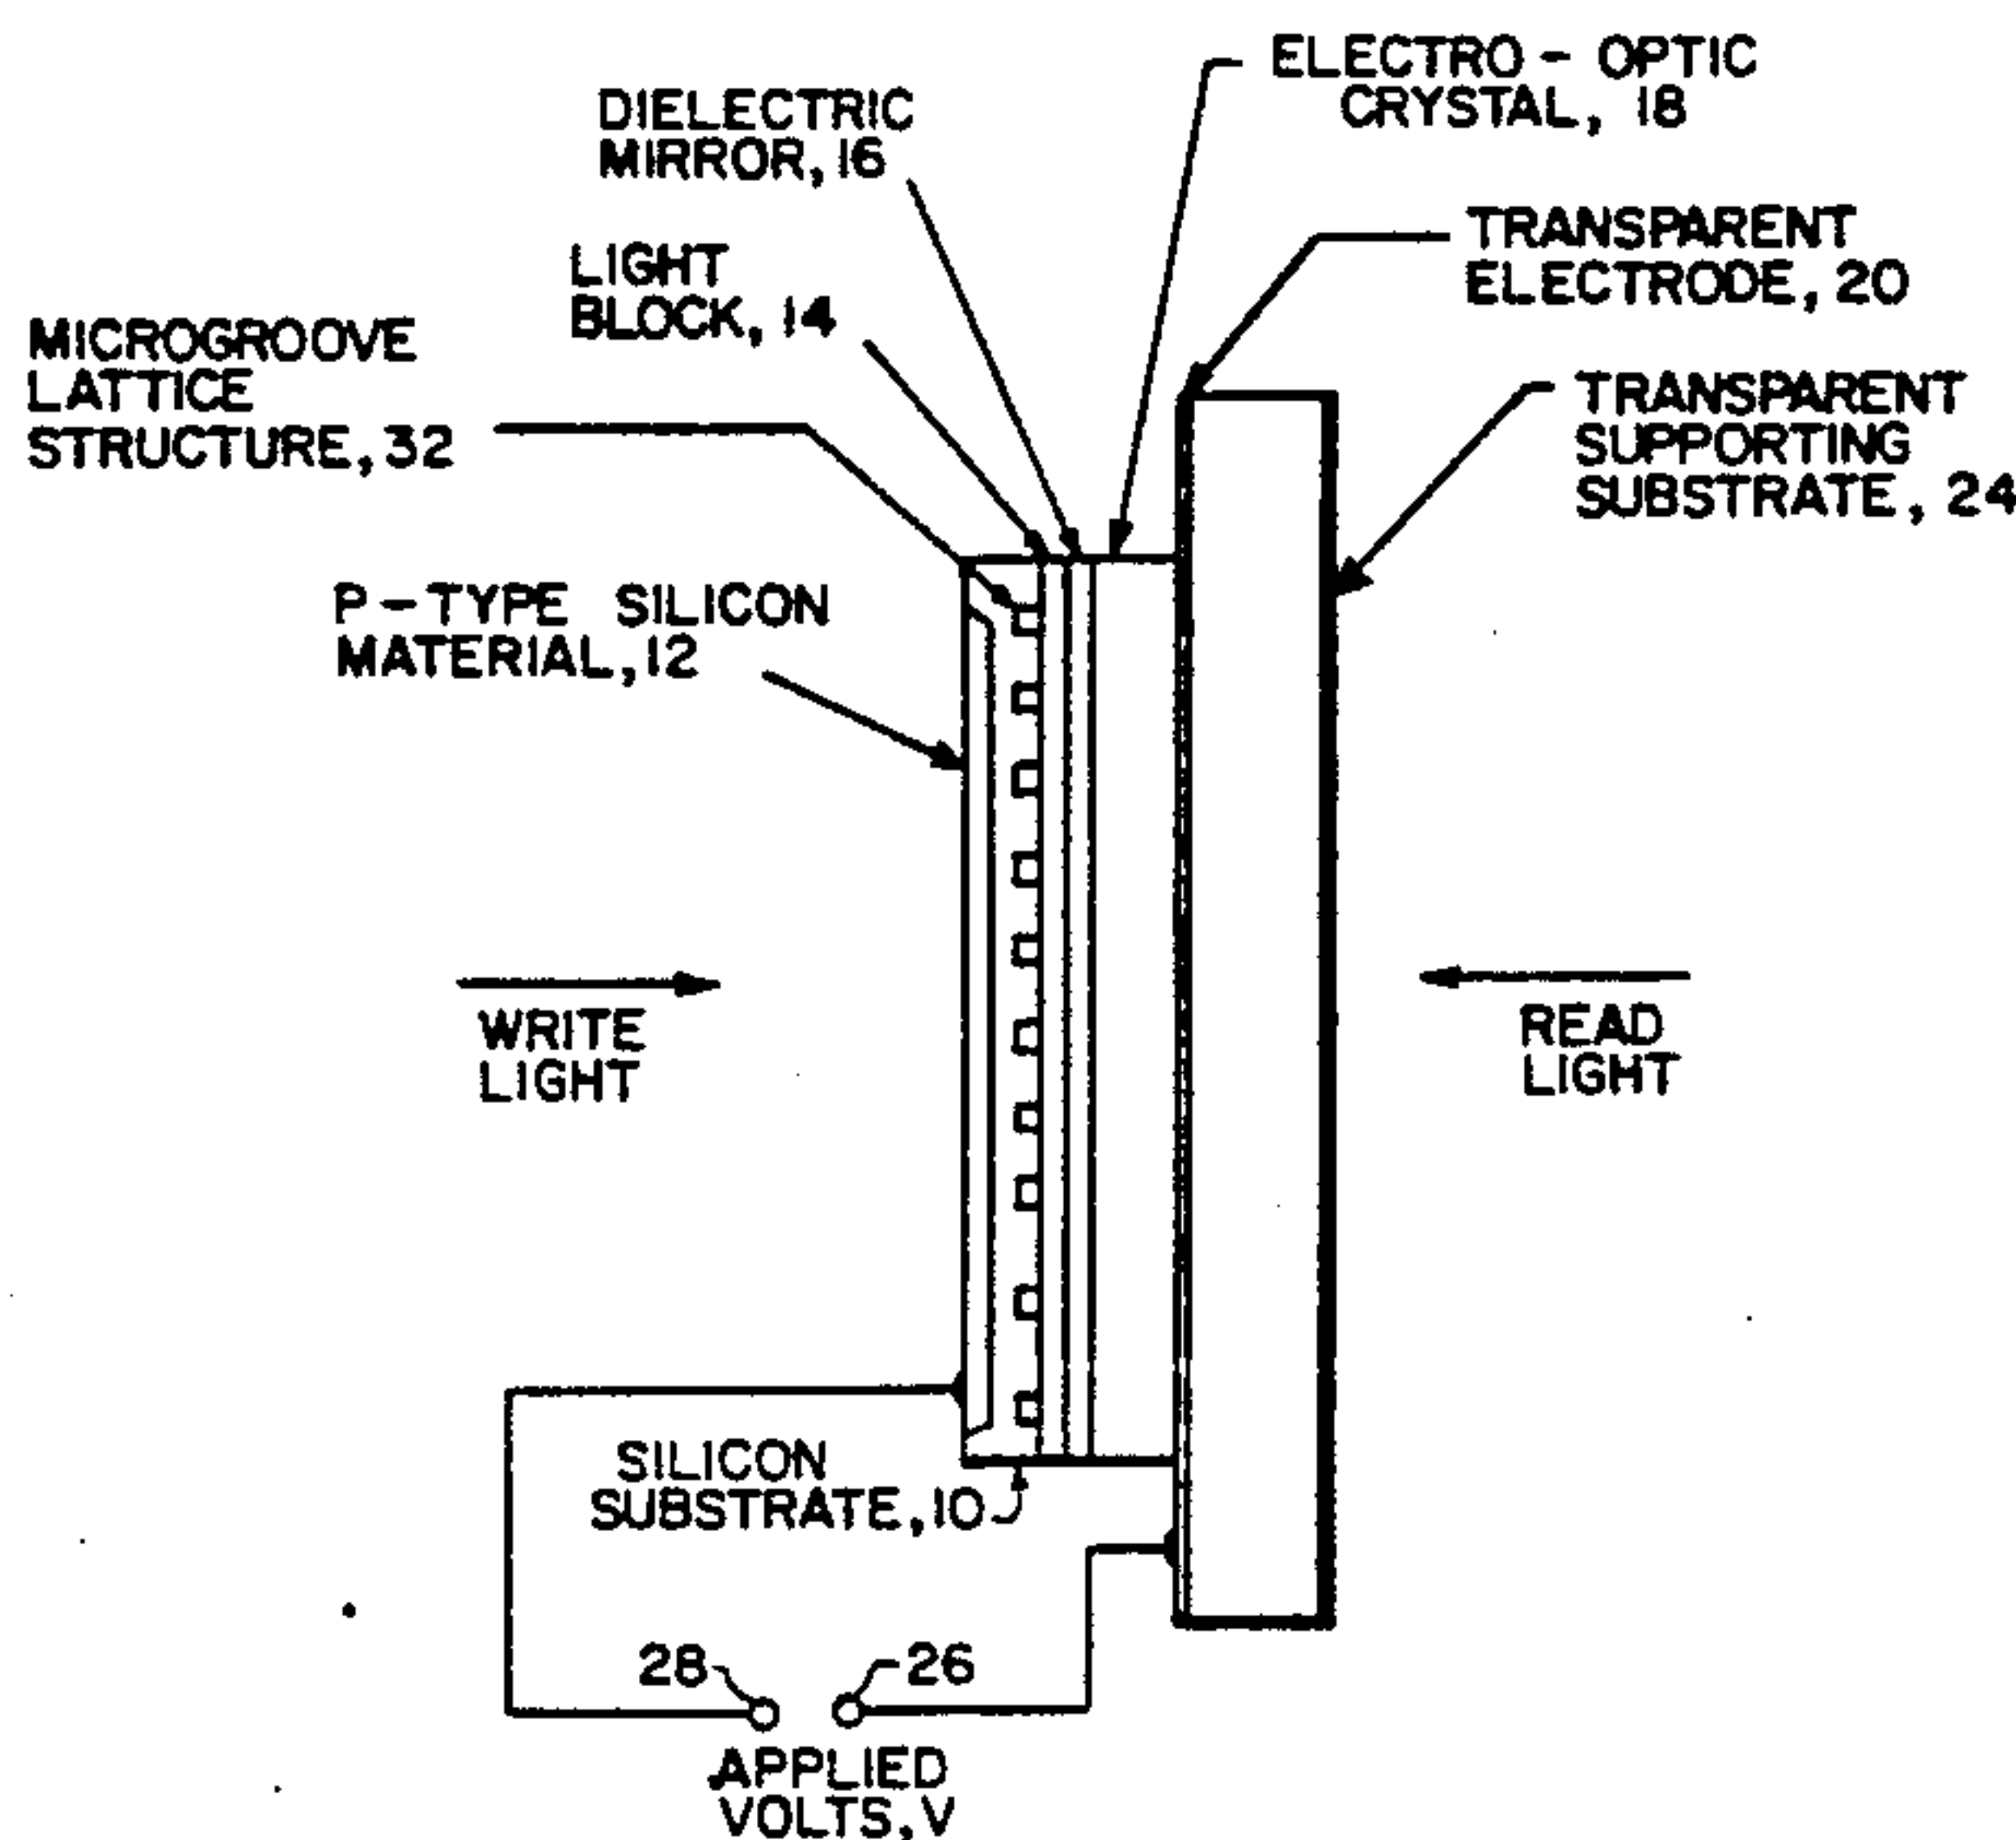 ELECTRO - OPTIC
CRYSTAL, 18
DIELECTRIC
MIRROR, 16
TRANSPARENT
ELECTRODE, 20
LIGHT
BLOCK, 14
MICROGROOVE
LATTICE
STRUCTURE, 32
TRANSPARENT
SUPPORTING
SUBSTRATE, 24
P-TYPE SILICON
MATERIAL, 12
WRITE
LIGHT
READ
LIGHT
SILICON
SUBSTRATE, 10
28
26
APPLIED
VOLTS, V